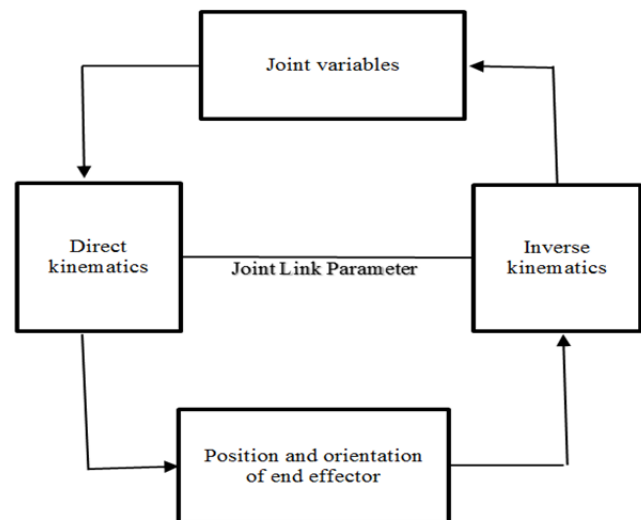 Joint variables
Direct
kinematics
Joint Link Parameter
Inverse
kinematics
Position and orientation
of end effector